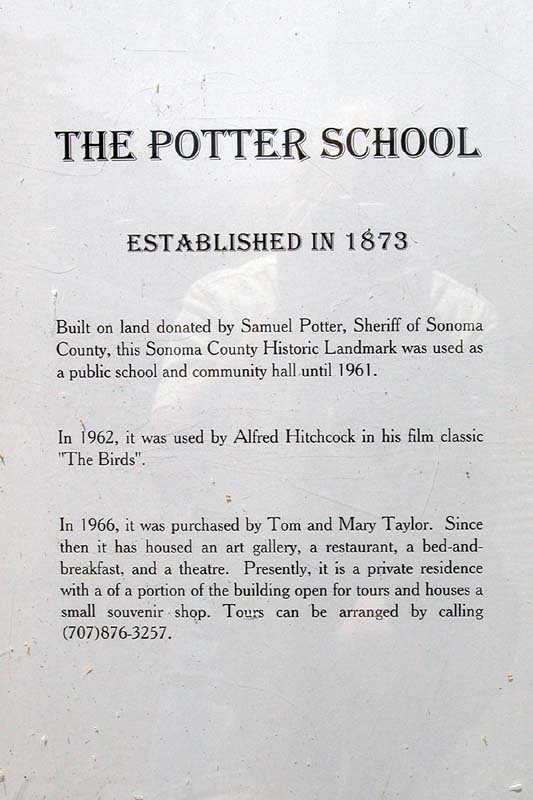 THE POTTER SCHOOL
ESTABLISHED IN 1873
Built on land donated by Samuel Potter, Sheriff of Sonoma
County, this Sonoma County Historic Landmark was used as
a public school and community hall until 1961.
In 1962, it was used by Alfred Hitchcock in his film classic
"The Birds".
In 1966, it was purchased by Tom and Mary Taylor. Since
then it has housed an art gallery, a restaurant, a bed-and-
breakfast, and a theatre. Presently, it is a private residence
with a of a portion of the building open for tours and houses a
small souvenir shop. Tours can be arranged by calling
(707)876-3257.